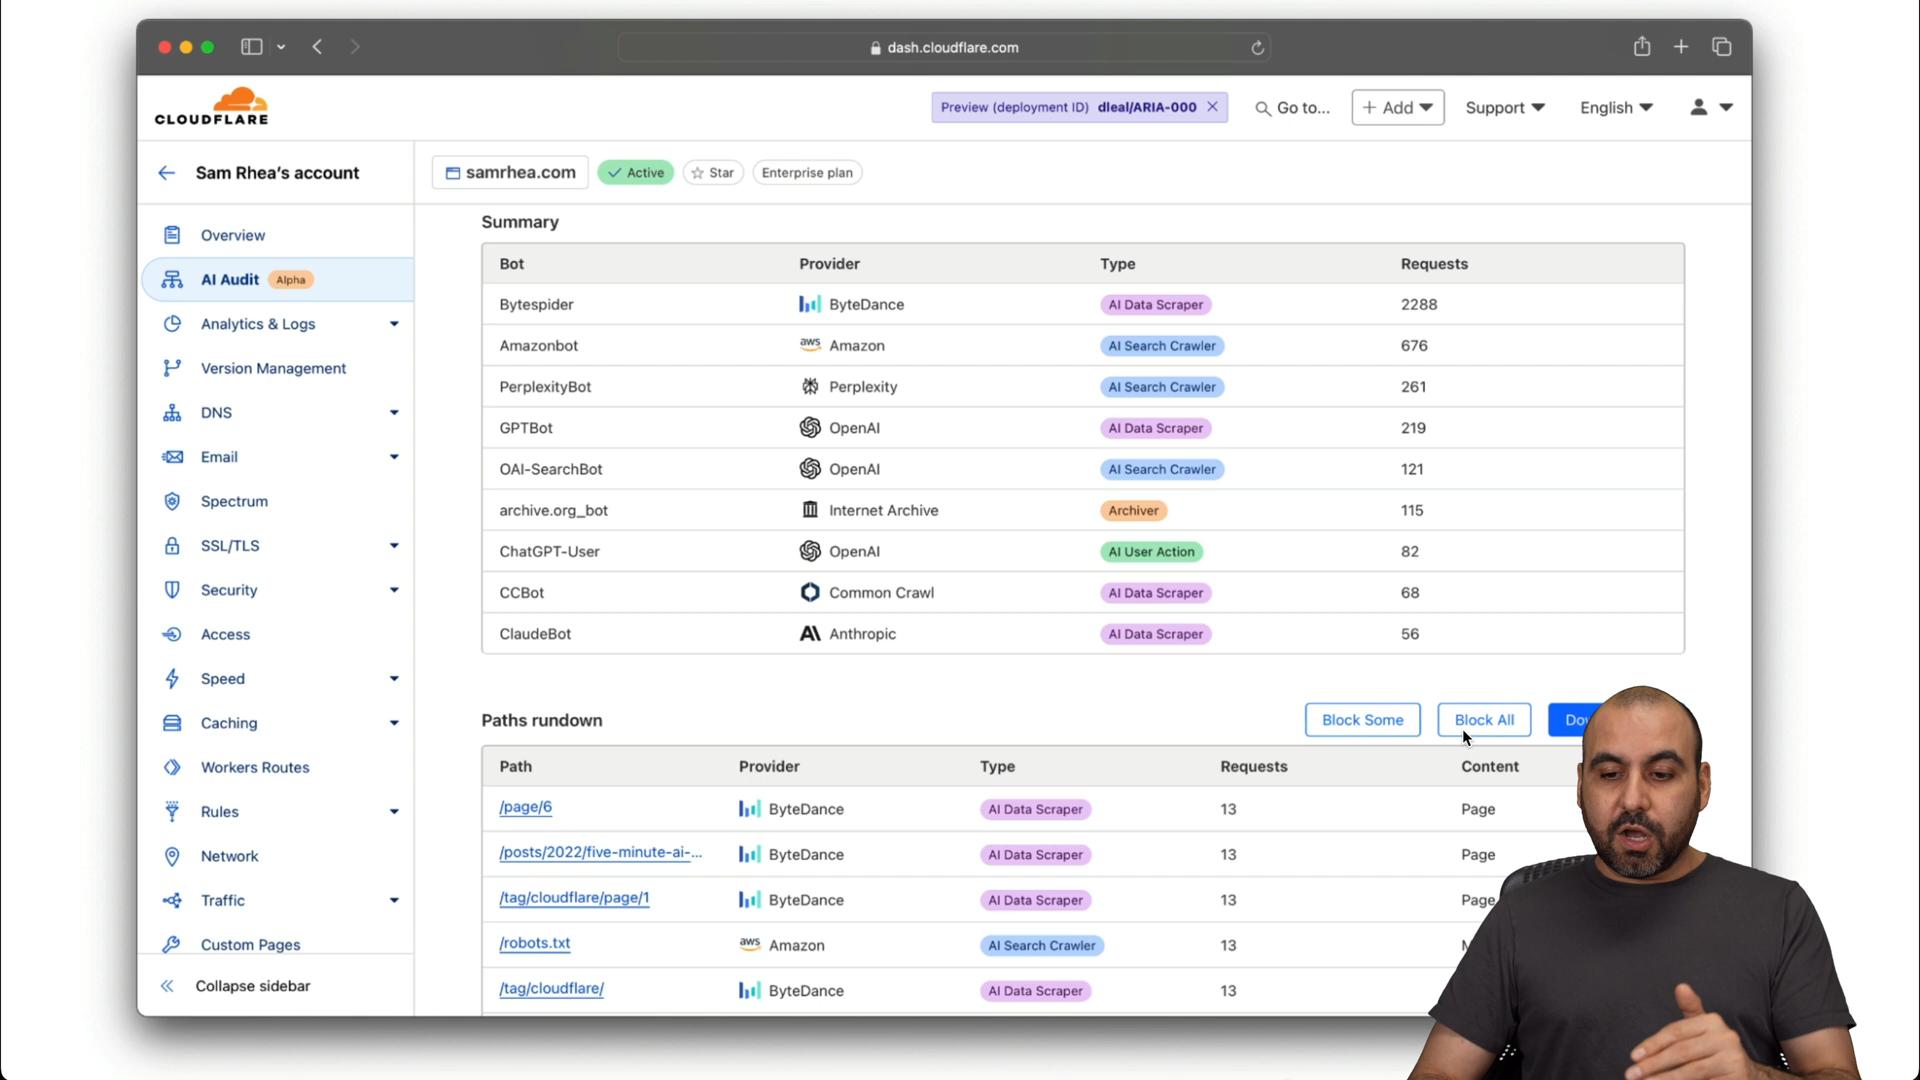 dash.cloudflare.com
CLOUDFLARE
Preview (deployment ID) dleal/ARIA-000
Go to...
+ Add
Support
English
Sam Rhea's account
samrhea.com
Active
Star
Enterprise plan
Overview
AI Audit Alpha
Analytics & Logs
Version Management
DNS
Email
Spectrum
SSL/TLS
Security
Access
Speed
Caching
Workers Routes
Rules
Network
Traffic
Custom Pages
Collapse sidebar
Summary
Bot Provider Type Requests
Bytespider ByteDance AI Data Scraper 2288
Amazonbot aws Amazon AI Search Crawler 676
PerplexityBot Perplexity AI Search Crawler 261
GPTBot OpenAI AI Data Scraper 219
OAI-SearchBot OpenAI AI Search Crawler 121
archive.org_bot Internet Archive Archiver 115
ChatGPT-User OpenAI AI User Action 82
CCBot Common Crawl AI Data Scraper 68
ClaudeBot Anthropic AI Data Scraper 56
Paths rundown
Block Some
Block All
Path Provider Type Requests Content
/page/6 ByteDance AI Data Scraper 13 Page
/posts/2022/five-minute-ai-... ByteDance AI Data Scraper 13 Page
/tag/cloudflare/page/1 ByteDance AI Data Scraper 13 Page
/robots.txt aws Amazon AI Search Crawler 13
/tag/cloudflare/ ByteDance AI Data Scraper 13